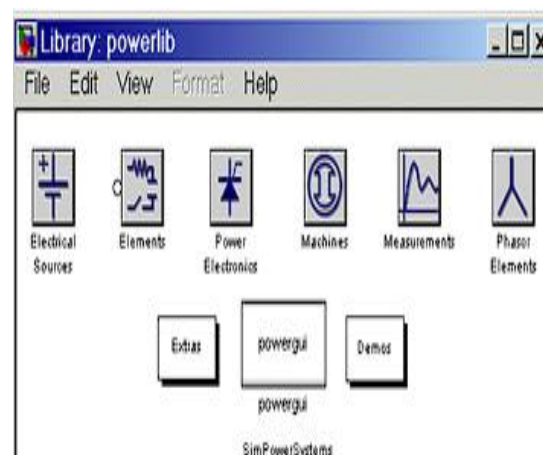 Library: powerlib
File Edit View Format Help
Electrical Sources
Elements
Power Electronics
Machines
Measurements
Phasor Elements
Extras
powergui
Demos
powergui
SimPowerSystems